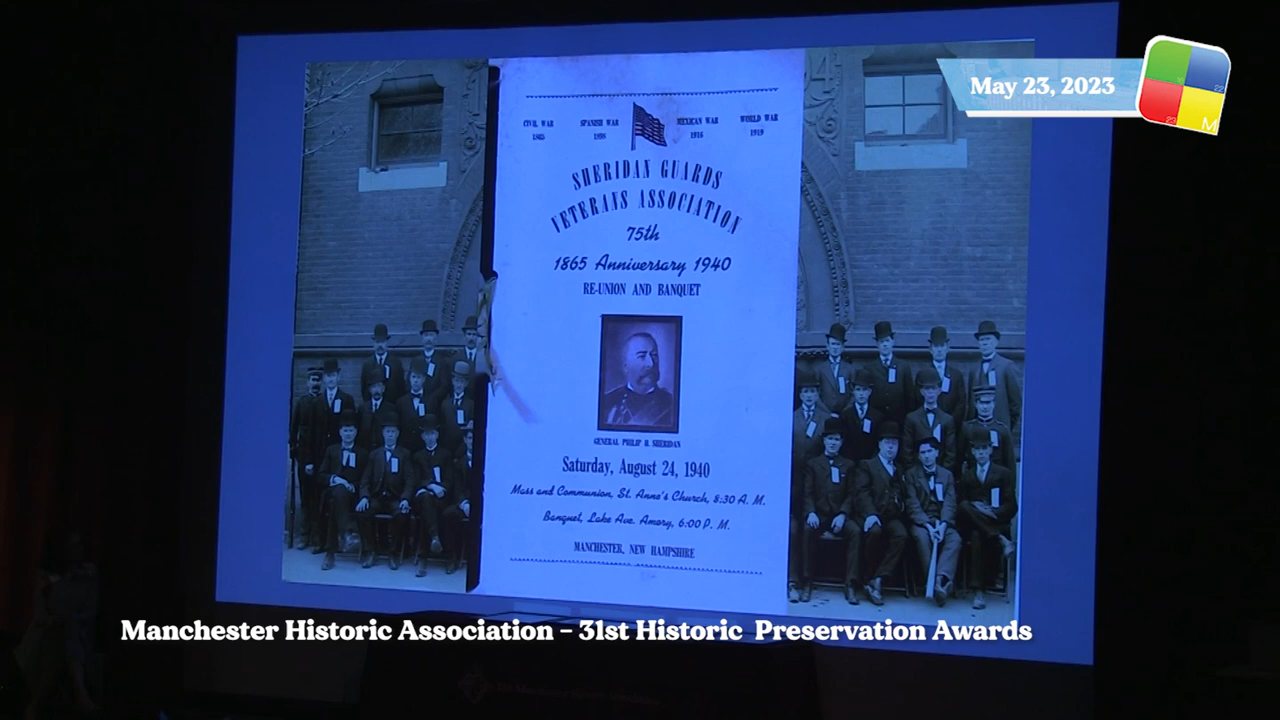 May 23, 2023
22
23
M
CIVIL WAR
1865
SPANISH WAR
1898
MEXICAN WAR
1916
WORLD WAR
1919
SHERIDAN GUARDS
VETERANS ASSOCIATION
75th
1865 Anniversary 1940
RE-UNION AND BANQUET
GENERAL PHILIP H. SHERIDAN
Saturday, August 24, 1940
Mass and Communion, St. Anne's Church, 8:30 A. M.
Banquet, Lake Ave. Amory, 6:00 P. M.
MANCHESTER, NEW HAMPSHIRE
Manchester Historic Association – 31st Historic Preservation Awards